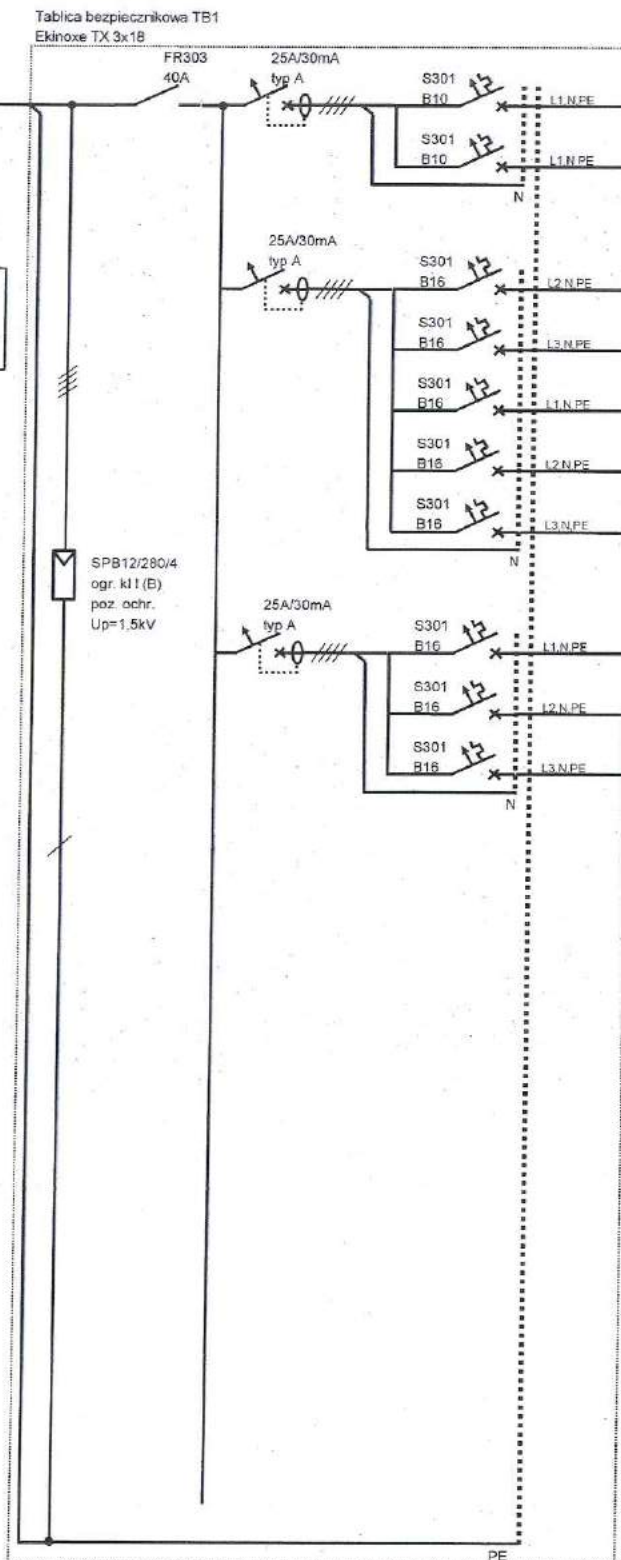 Tablica bezpiecznikowa TB1
Ekinoxe TX 3x18
FR303
40A
25A/30mA
typ A
S301
B10
L1,N,PE
S301
B10
L1,N,PE
N
25A/30mA
typ A
S301
B16
L2,N,PE
S301
B16
L3,N,PE
S301
B16
L1,N,PE
S301
B16
L2,N,PE
S301
B16
L3,N,PE
N
SPB12/280/4
ogr. kl I (B)
poz. ochr.
Up=1,5kV
25A/30mA
typ A
S301
B16
L1,N,PE
S301
B16
L2,N,PE
S301
B16
L3,N,PE
N
PE